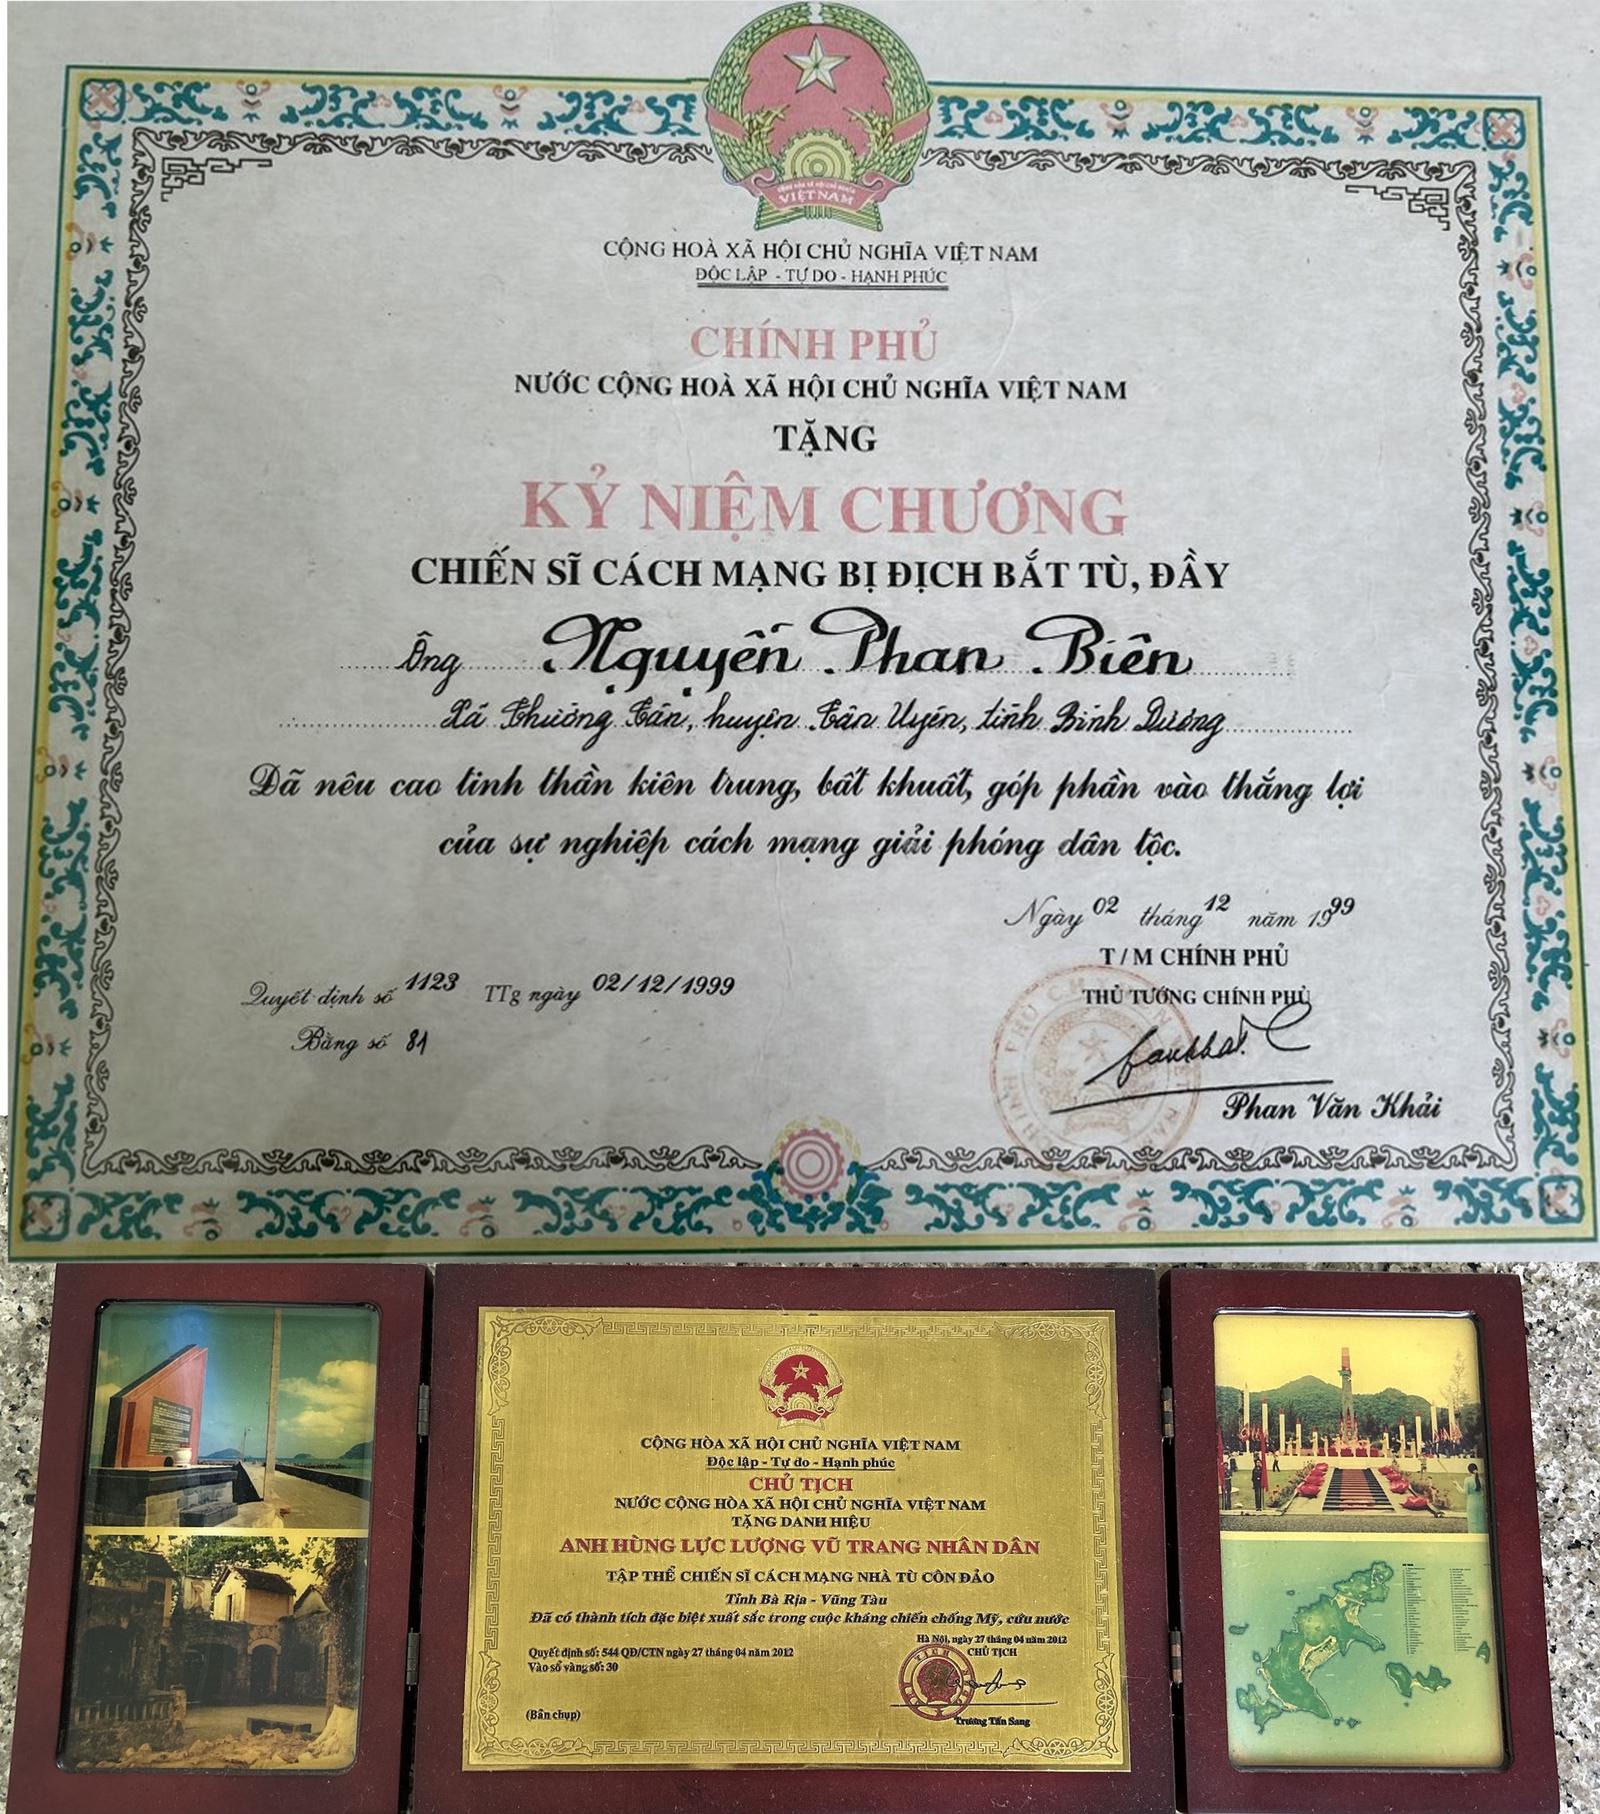 CỘNG HÒA XÃ HỘI CHỦ NGHĨA
VIỆT NAM
CỘNG HOÀ XÃ HỘI CHỦ NGHĨA VIỆT NAM
ĐỘC LẬP - TỰ DO - HẠNH PHÚC
CHÍNH PHỦ
NƯỚC CỘNG HOÀ XÃ HỘI CHỦ NGHĨA VIỆT NAM
TẶNG
KỶ NIỆM CHƯƠNG
CHIẾN SĨ CÁCH MẠNG BỊ ĐỊCH BẮT TÙ, ĐẦY
Ông Nguyễn Phan Biên
Xã Thường Tân, huyện Tân Uyên, tỉnh Bình Dương
Đã nêu cao tinh thần kiên trung, bất khuất, góp phần vào thắng lợi
của sự nghiệp cách mạng giải phóng dân tộc.
Ngày 02 tháng 12 năm 1999
T/M CHÍNH PHỦ
THỦ TƯỚNG CHÍNH PHỦ
Quyết định số 1123 TTg ngày 02/12/1999
Bằng số 81
Phan Văn Khải
CỘNG HÒA XÃ HỘI CHỦ NGHĨA VIỆT NAM
Độc lập - Tự do - Hạnh phúc
CHỦ TỊCH
NƯỚC CỘNG HÒA XÃ HỘI CHỦ NGHĨA VIỆT NAM
TẶNG DANH HIỆU
ANH HÙNG LỰC LƯỢNG VŨ TRANG NHÂN DÂN
TẬP THỂ CHIẾN SĨ CÁCH MẠNG NHÀ TÙ CÔN ĐẢO
Tỉnh Bà Rịa - Vũng Tàu
Đã có thành tích đặc biệt xuất sắc trong cuộc kháng chiến chống Mỹ, cứu nước
Quyết định số: 544 QĐ/CTN ngày 27 tháng 04 năm 2012
Vào sổ vàng số: 30
Hà Nội, ngày 27 tháng 04 năm 2012
CHỦ TỊCH
(Bản chụp)
Trương Tấn Sang